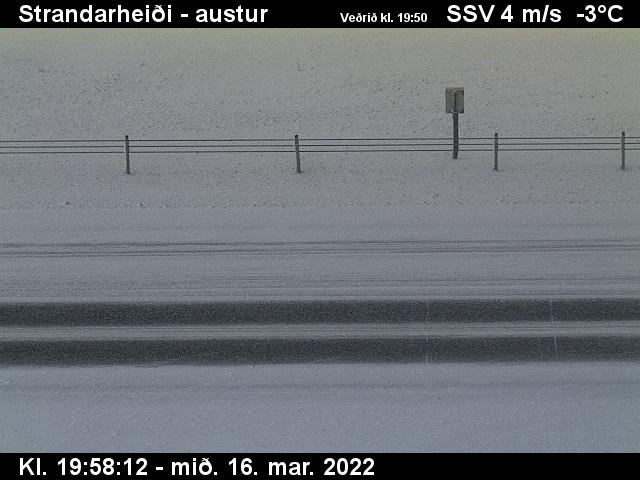 Strandarheiði - austur Veðrið kl. 19:50 SSV 4 m/s -3°C
Kl. 19:58:12 - mið. 16. mar. 2022